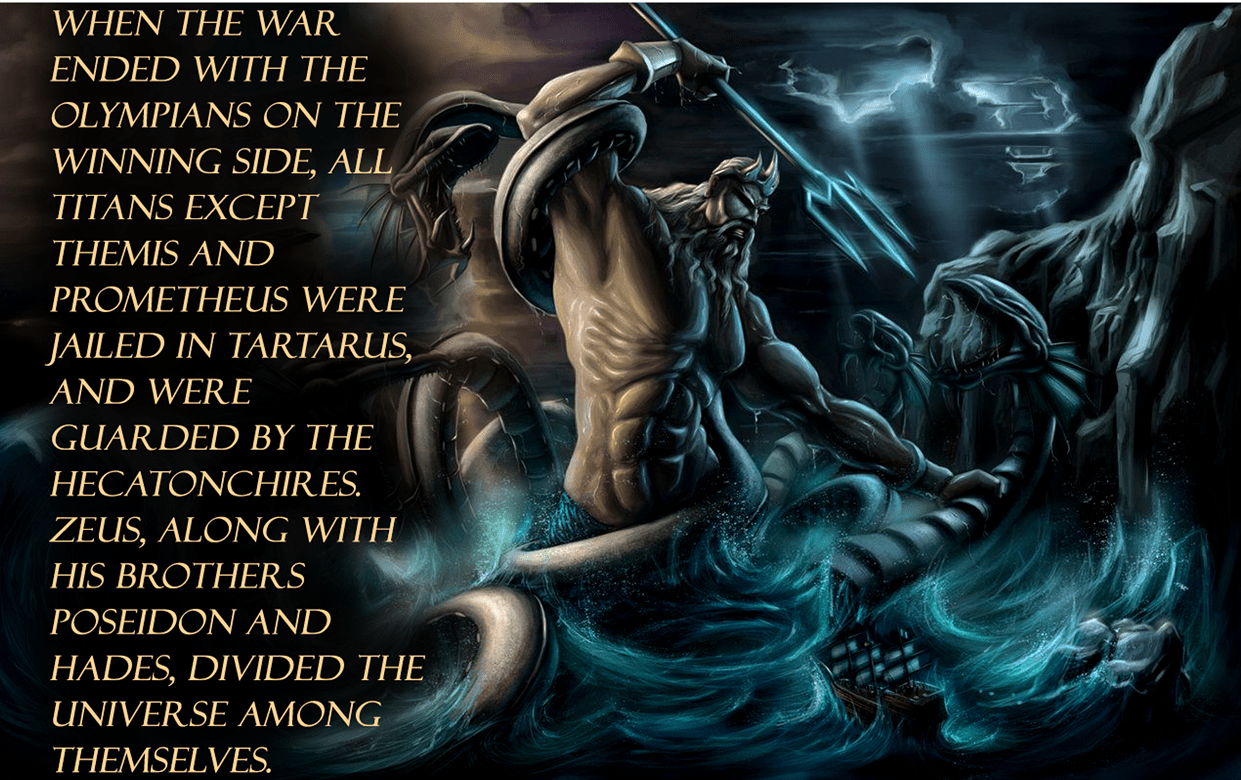 WHEN THE WAR
ENDED WITH THE
OLYMPIANS ON THE
WINNING SIDE, ALL
TITANS EXCEPT
THEMIS AND
PROMETHEUS WERE
JAILED IN TARTARUS,
AND WERE
GUARDED BY THE
HECATONCHIRES.
ZEUS, ALONG WITH
HIS BROTHERS
POSEIDON AND
HADES, DIVIDED THE
UNIVERSE AMONG
THEMSELVES.